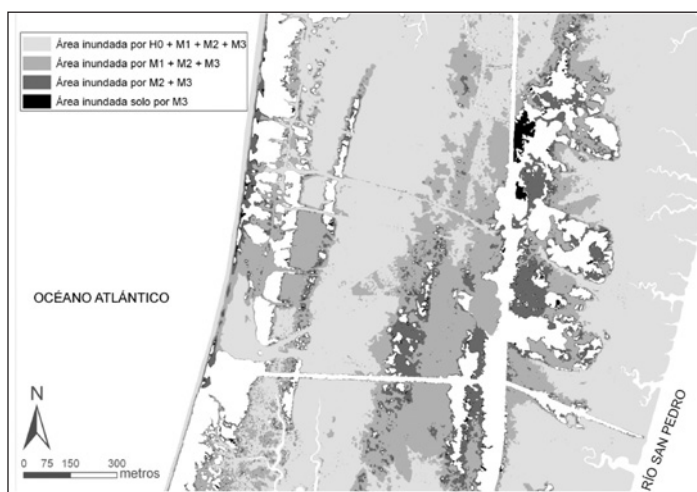 Área inundada por H0 + M1 + M2 + M3
Área inundada por M1 + M2 + M3
Área inundada por M2 + M3
Área inundada solo por M3
OCÉANO ATLÁNTICO
N
0 75 150 300
metros
RÍO SAN PEDRO